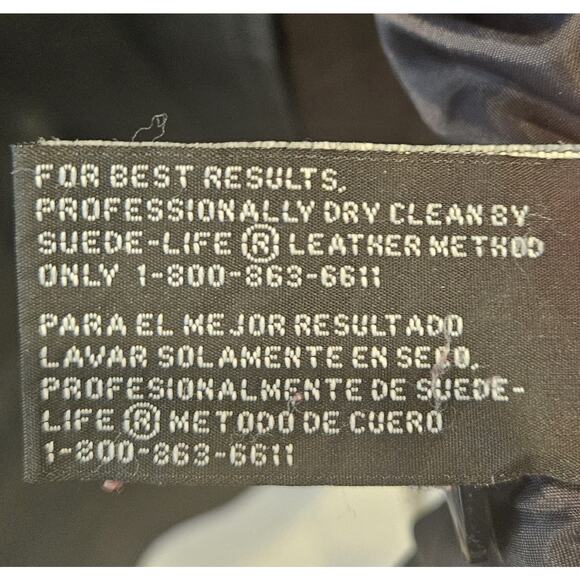 FOR BEST RESULTS,
PROFESSIONALLY DRY CLEAN BY
SUEDE-LIFE ® LEATHER METHOD
ONLY 1-800-863-6611
PARA EL MEJOR RESULTADO
LAVAR SOLAMENTE EN SECO,
PROFESIONALMENTE DE SUEDE-
LIFE ® METODO DE CUERO
1-800-863-6611